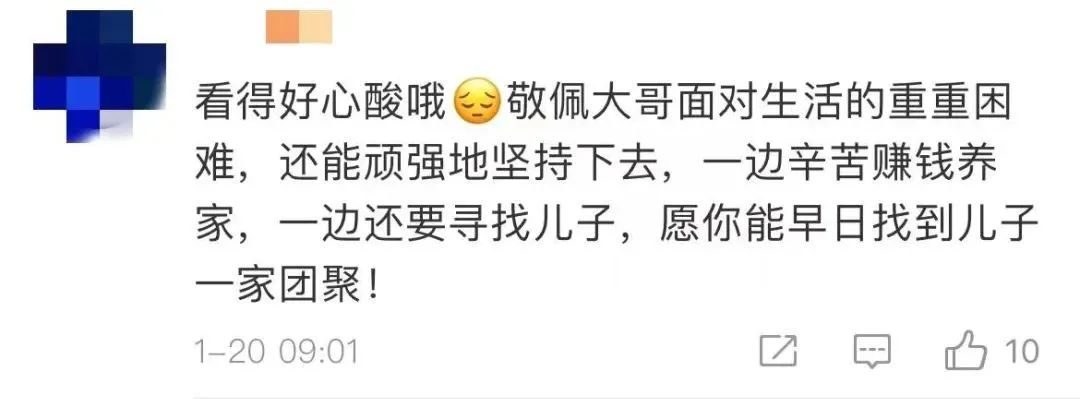 看得好心酸哦😔敬佩大哥面对生活的重重困
难，还能顽强地坚持下去，一边辛苦赚钱养
家，一边还要寻找儿子，愿你能早日找到儿子
一家团聚！
1-20 09:01 10